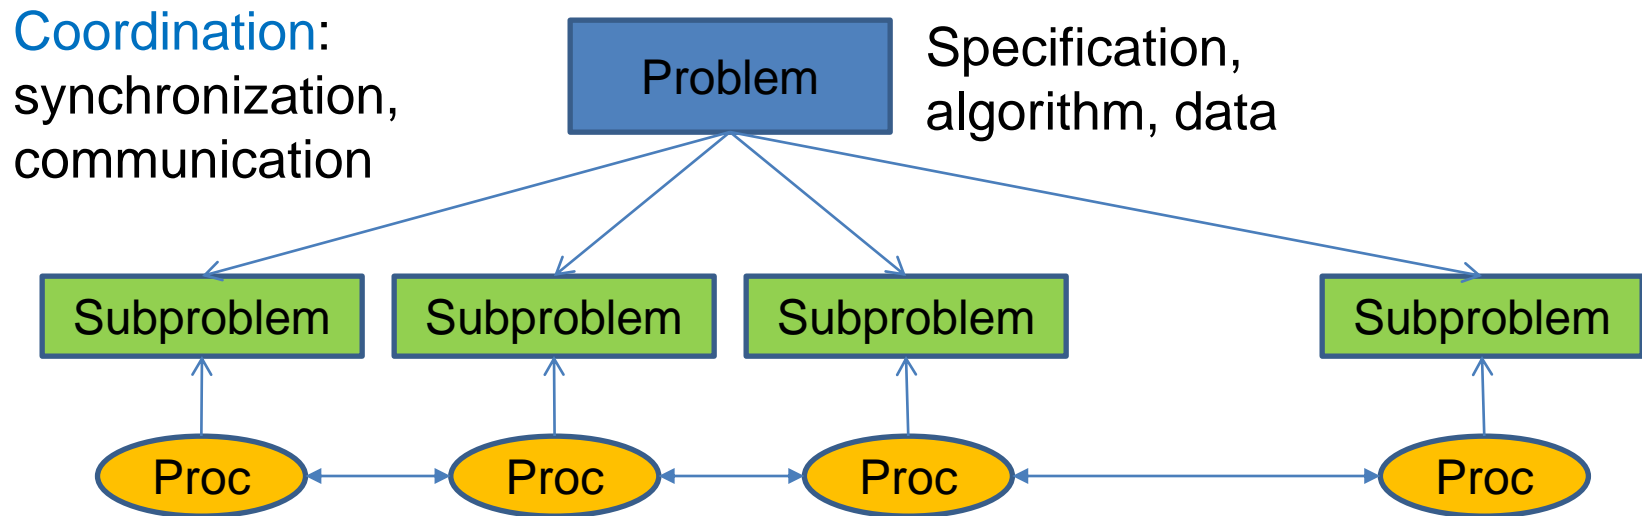 Coordination:
synchronization,
communication
Problem
Specification,
algorithm, data
Subproblem
Subproblem
Subproblem
Subproblem
Proc
Proc
Proc
Proc